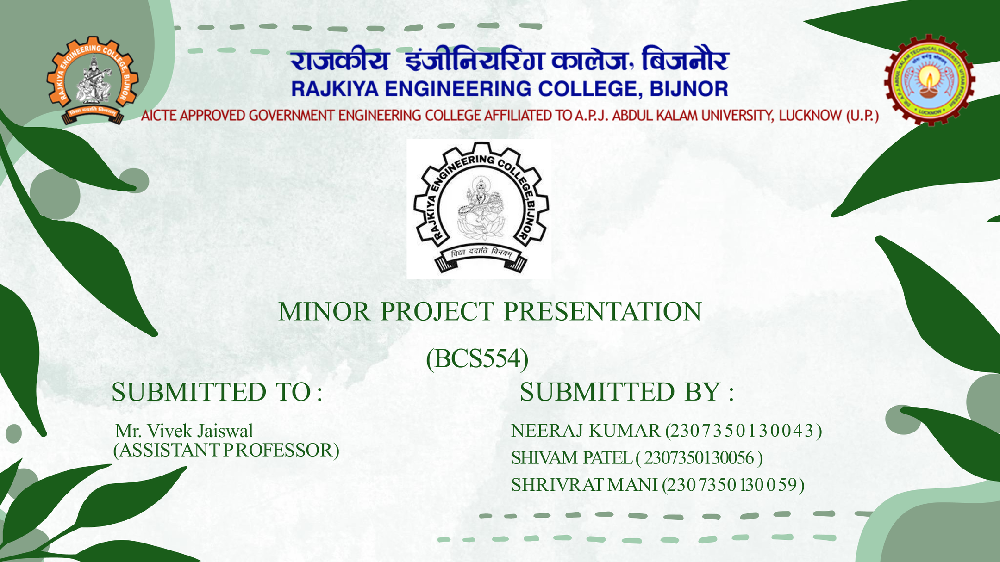 राजकीय इंजीनियरिंग कालेज, बिजनौर
RAJKIYA ENGINEERING COLLEGE, BIJNOR
AICTE APPROVED GOVERNMENT ENGINEERING COLLEGE AFFILIATED TO A.P.J. ABDUL KALAM UNIVERSITY, LUCKNOW (U.P.)
RAJKIYA ENGINEERING COLLEGE, BIJNOR
विद्या ददाति विनयम्
DR. A.P.J. ABDUL KALAM TECHNICAL UNIVERSITY, UTTAR PRADESH
LUCKNOW
RAJKIYA ENGINEERING COLLEGE, BIJNOR
विद्या ददाति विनयम्
MINOR PROJECT PRESENTATION
(BCS554)
SUBMITTED TO :
Mr. Vivek Jaiswal
(ASSISTANT PROFESSOR)
SUBMITTED BY :
NEERAJ KUMAR (2307350130043)
SHIVAM PATEL ( 2307350130056 )
SHRIVRAT MANI (2307350130059)